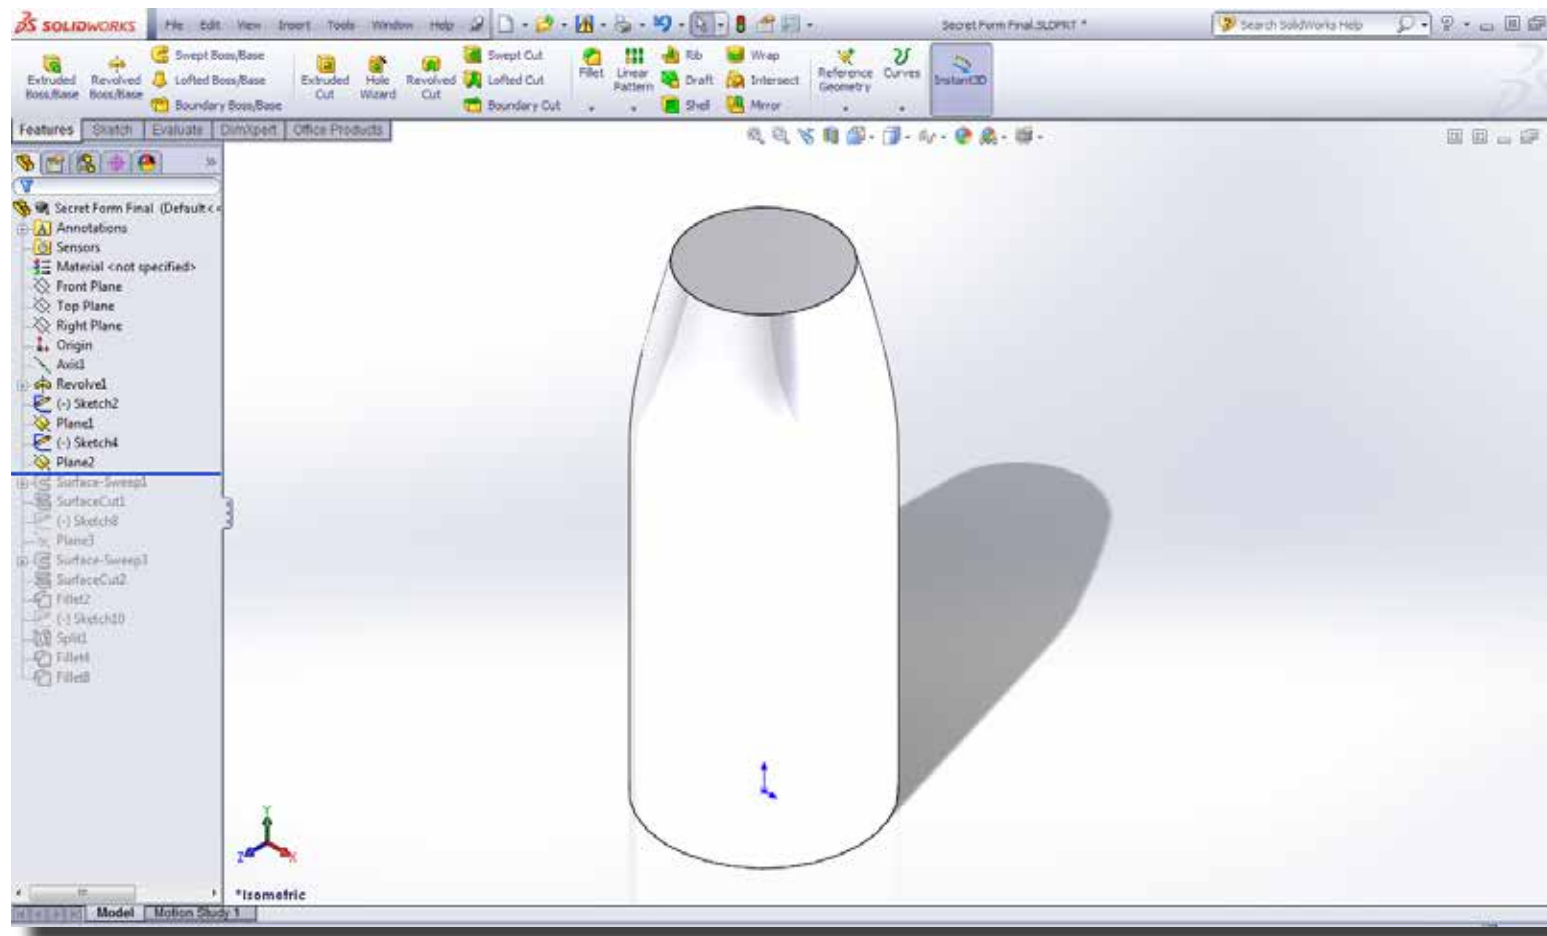 SOLIDWORKS File Edit View Insert Tools Window Help Secret Form Final.SLDPRT * Search SolidWorks Help
Extruded Boss/Base
Revolved Boss/Base
Swept Boss/Base
Lofted Boss/Base
Boundary Boss/Base
Extruded Cut
Hole Wizard
Revolved Cut
Swept Cut
Lofted Cut
Boundary Cut
Fillet
Linear Pattern
Rib
Draft
Shell
Wrap
Intersect
Mirror
Reference Geometry
Curves
Instant3D
Features Sketch Evaluate DimXpert Office Products
Secret Form Final (Default<<
Annotations
Sensors
Material <not specified>
Front Plane
Top Plane
Right Plane
Origin
Axis1
Revolve1
(-) Sketch2
Plane1
(-) Sketch4
Plane2
Surface-Sweep1
SurfaceCut1
(-) Sketch8
Plane3
Surface-Sweep3
SurfaceCut2
Fillet2
(-) Sketch10
Split1
Fillet4
Fillet8
Y
Z X
*Isometric
Model Motion Study 1